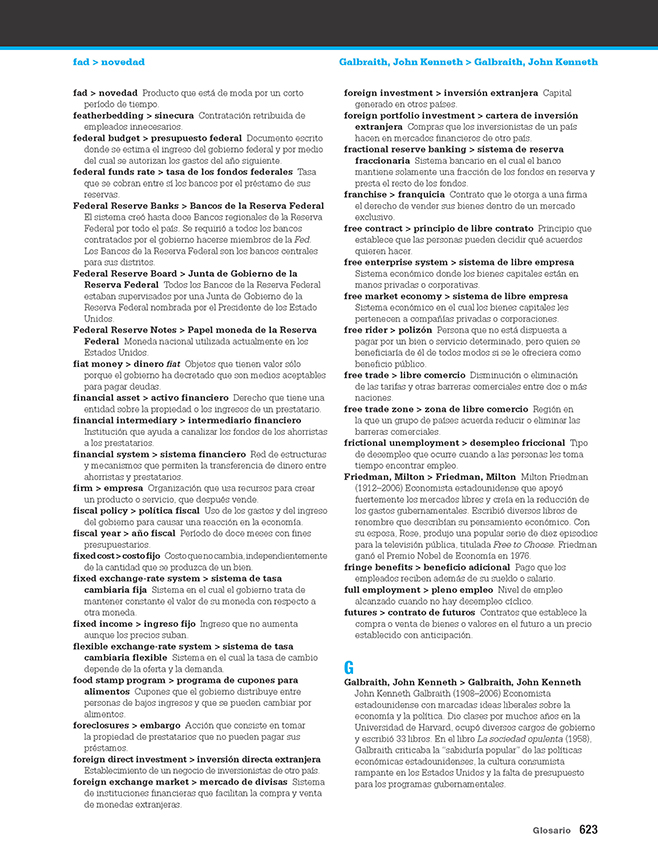 fad > novedad
Galbraith, John Kenneth > Galbraith, John Kenneth
fad > novedad Producto que está de moda por un corto
período de tiempo.
featherbedding > sinecura Contratación retribuida de
empleados innecesarios.
federal budget > presupuesto federal Documento escrito
donde se estima el ingreso del gobierno federal y por medio
del cual se autorizan los gastos del año siguiente.
federal funds rate > tasa de los fondos federales Tasa
que se cobran entre sí los bancos por el préstamo de sus
reservas.
Federal Reserve Banks > Bancos de la Reserva Federal
El sistema creó hasta doce Bancos regionales de la Reserva
Federal por todo el país. Se requirió a todos los bancos
contratados por el gobierno hacerse miembros de la Fed.
Los Bancos de la Reserva Federal son los bancos centrales
para sus distritos.
Federal Reserve Board > Junta de Gobierno de la
Reserva Federal Todos los Bancos de la Reserva Federal
estaban supervisados por una Junta de Gobierno de la
Reserva Federal nombrada por el Presidente de los Estado
Unidos.
Federal Reserve Notes > Papel moneda de la Reserva
Federal Moneda nacional utilizada actualmente en los
Estados Unidos.
fiat money > dinero fiat Objetos que tienen valor sólo
porque el gobierno ha decretado que son medios aceptables
para pagar deudas.
financial asset > activo financiero Derecho que tiene una
entidad sobre la propiedad o los ingresos de un prestatario.
financial intermediary > intermediario financiero
Institución que ayuda a canalizar los fondos de los ahorristas
a los prestatarios.
financial system > sistema financiero Red de estructuras
y mecanismos que permiten la transferencia de dinero entre
ahorristas y prestatarios.
firm > empresa Organización que usa recursos para crear
un producto o servicio, que después vende.
fiscal policy > política fiscal Uso de los gastos y del ingreso
del gobierno para causar una reacción en la economía.
fiscal year > año fiscal Período de doce meses con fines
presupuestarios.
fixed cost > costo fijo Costo que no cambia, independientemente
de la cantidad que se produzca de un bien.
fixed exchange-rate system > sistema de tasa
cambiaria fija Sistema en el cual el gobierno trata de
mantener constante el valor de su moneda con respecto a
otra moneda.
fixed income > ingreso fijo Ingreso que no aumenta
aunque los precios suban.
flexible exchange-rate system > sistema de tasa
cambiaria flexible Sistema en el cual la tasa de cambio
depende de la oferta y la demanda.
food stamp program > programa de cupones para
alimentos Cupones que el gobierno distribuye entre
personas de bajos ingresos y que se pueden cambiar por
alimentos.
foreclosures > embargo Acción que consiste en tomar
la propiedad de prestatarios que no pueden pagar sus
préstamos.
foreign direct investment > inversión directa extranjera
Establecimiento de un negocio de inversionistas de otro país.
foreign exchange market > mercado de divisas Sistema
de instituciones financieras que facilitan la compra y venta
de monedas extranjeras.
foreign investment > inversión extranjera Capital
generado en otros países.
foreign portfolio investment > cartera de inversión
extranjera Compras que los inversionistas de un país
hacen en mercados financieros de otro país.
fractional reserve banking > sistema de reserva
fraccionaria Sistema bancario en el cual el banco
mantiene solamente una fracción de los fondos en reserva y
presta el resto de los fondos.
franchise > franquicia Contrato que le otorga a una firma
el derecho de vender sus bienes dentro de un mercado
exclusivo.
free contract > principio de libre contrato Principio que
establece que las personas pueden decidir qué acuerdos
quieren hacer.
free enterprise system > sistema de libre empresa
Sistema económico donde los bienes capitales están en
manos privadas o corporativas.
free market economy > sistema de libre empresa
Sistema económico en el cual los bienes capitales les
pertenecen a compañías privadas o corporaciones.
free rider > polizón Persona que no está dispuesta a
pagar por un bien o servicio determinado, pero quien se
beneficiaría de él de todos modos si se le ofreciera como
beneficio público.
free trade > libre comercio Disminución o eliminación
de las tarifas y otras barreras comerciales entre dos o más
naciones.
free trade zone > zona de libre comercio Región en
la que un grupo de países acuerda reducir o eliminar las
barreras comerciales.
frictional unemployment > desempleo friccional Tipo
de desempleo que ocurre cuando a las personas les toma
tiempo encontrar empleo.
Friedman, Milton > Friedman, Milton Milton Friedman
(1912–2006) Economista estadounidense que apoyó
fuertemente los mercados libres y creía en la reducción de
los gastos gubernamentales. Escribió diversos libros de
renombre que describían su pensamiento económico. Con
su esposa, Rose, produjo una popular serie de diez episodios
para la televisión pública, titulada Free to Choose. Friedman
ganó el Premio Nobel de Economía en 1976.
fringe benefits > beneficio adicional Pago que los
empleados reciben además de su sueldo o salario.
full employment > pleno empleo Nivel de empleo
alcanzado cuando no hay desempleo cíclico.
futures > contrato de futuros Contratos que establece la
compra o venta de bienes o valores en el futuro a un precio
establecido con anticipación.
G
Galbraith, John Kenneth > Galbraith, John Kenneth
John Kenneth Galbraith (1908–2006) Economista
estadounidense con marcadas ideas liberales sobre la
economía y la política. Dio clases por muchos años en la
Universidad de Harvard, ocupó diversos cargos de gobierno
y escribió 33 libros. En el libro La sociedad opulenta (1958),
Galbraith criticaba la “sabiduría popular” de las políticas
económicas estadounidenses, la cultura consumista
rampante en los Estados Unidos y la falta de presupuesto
para los programas gubernamentales.
Glosario 623